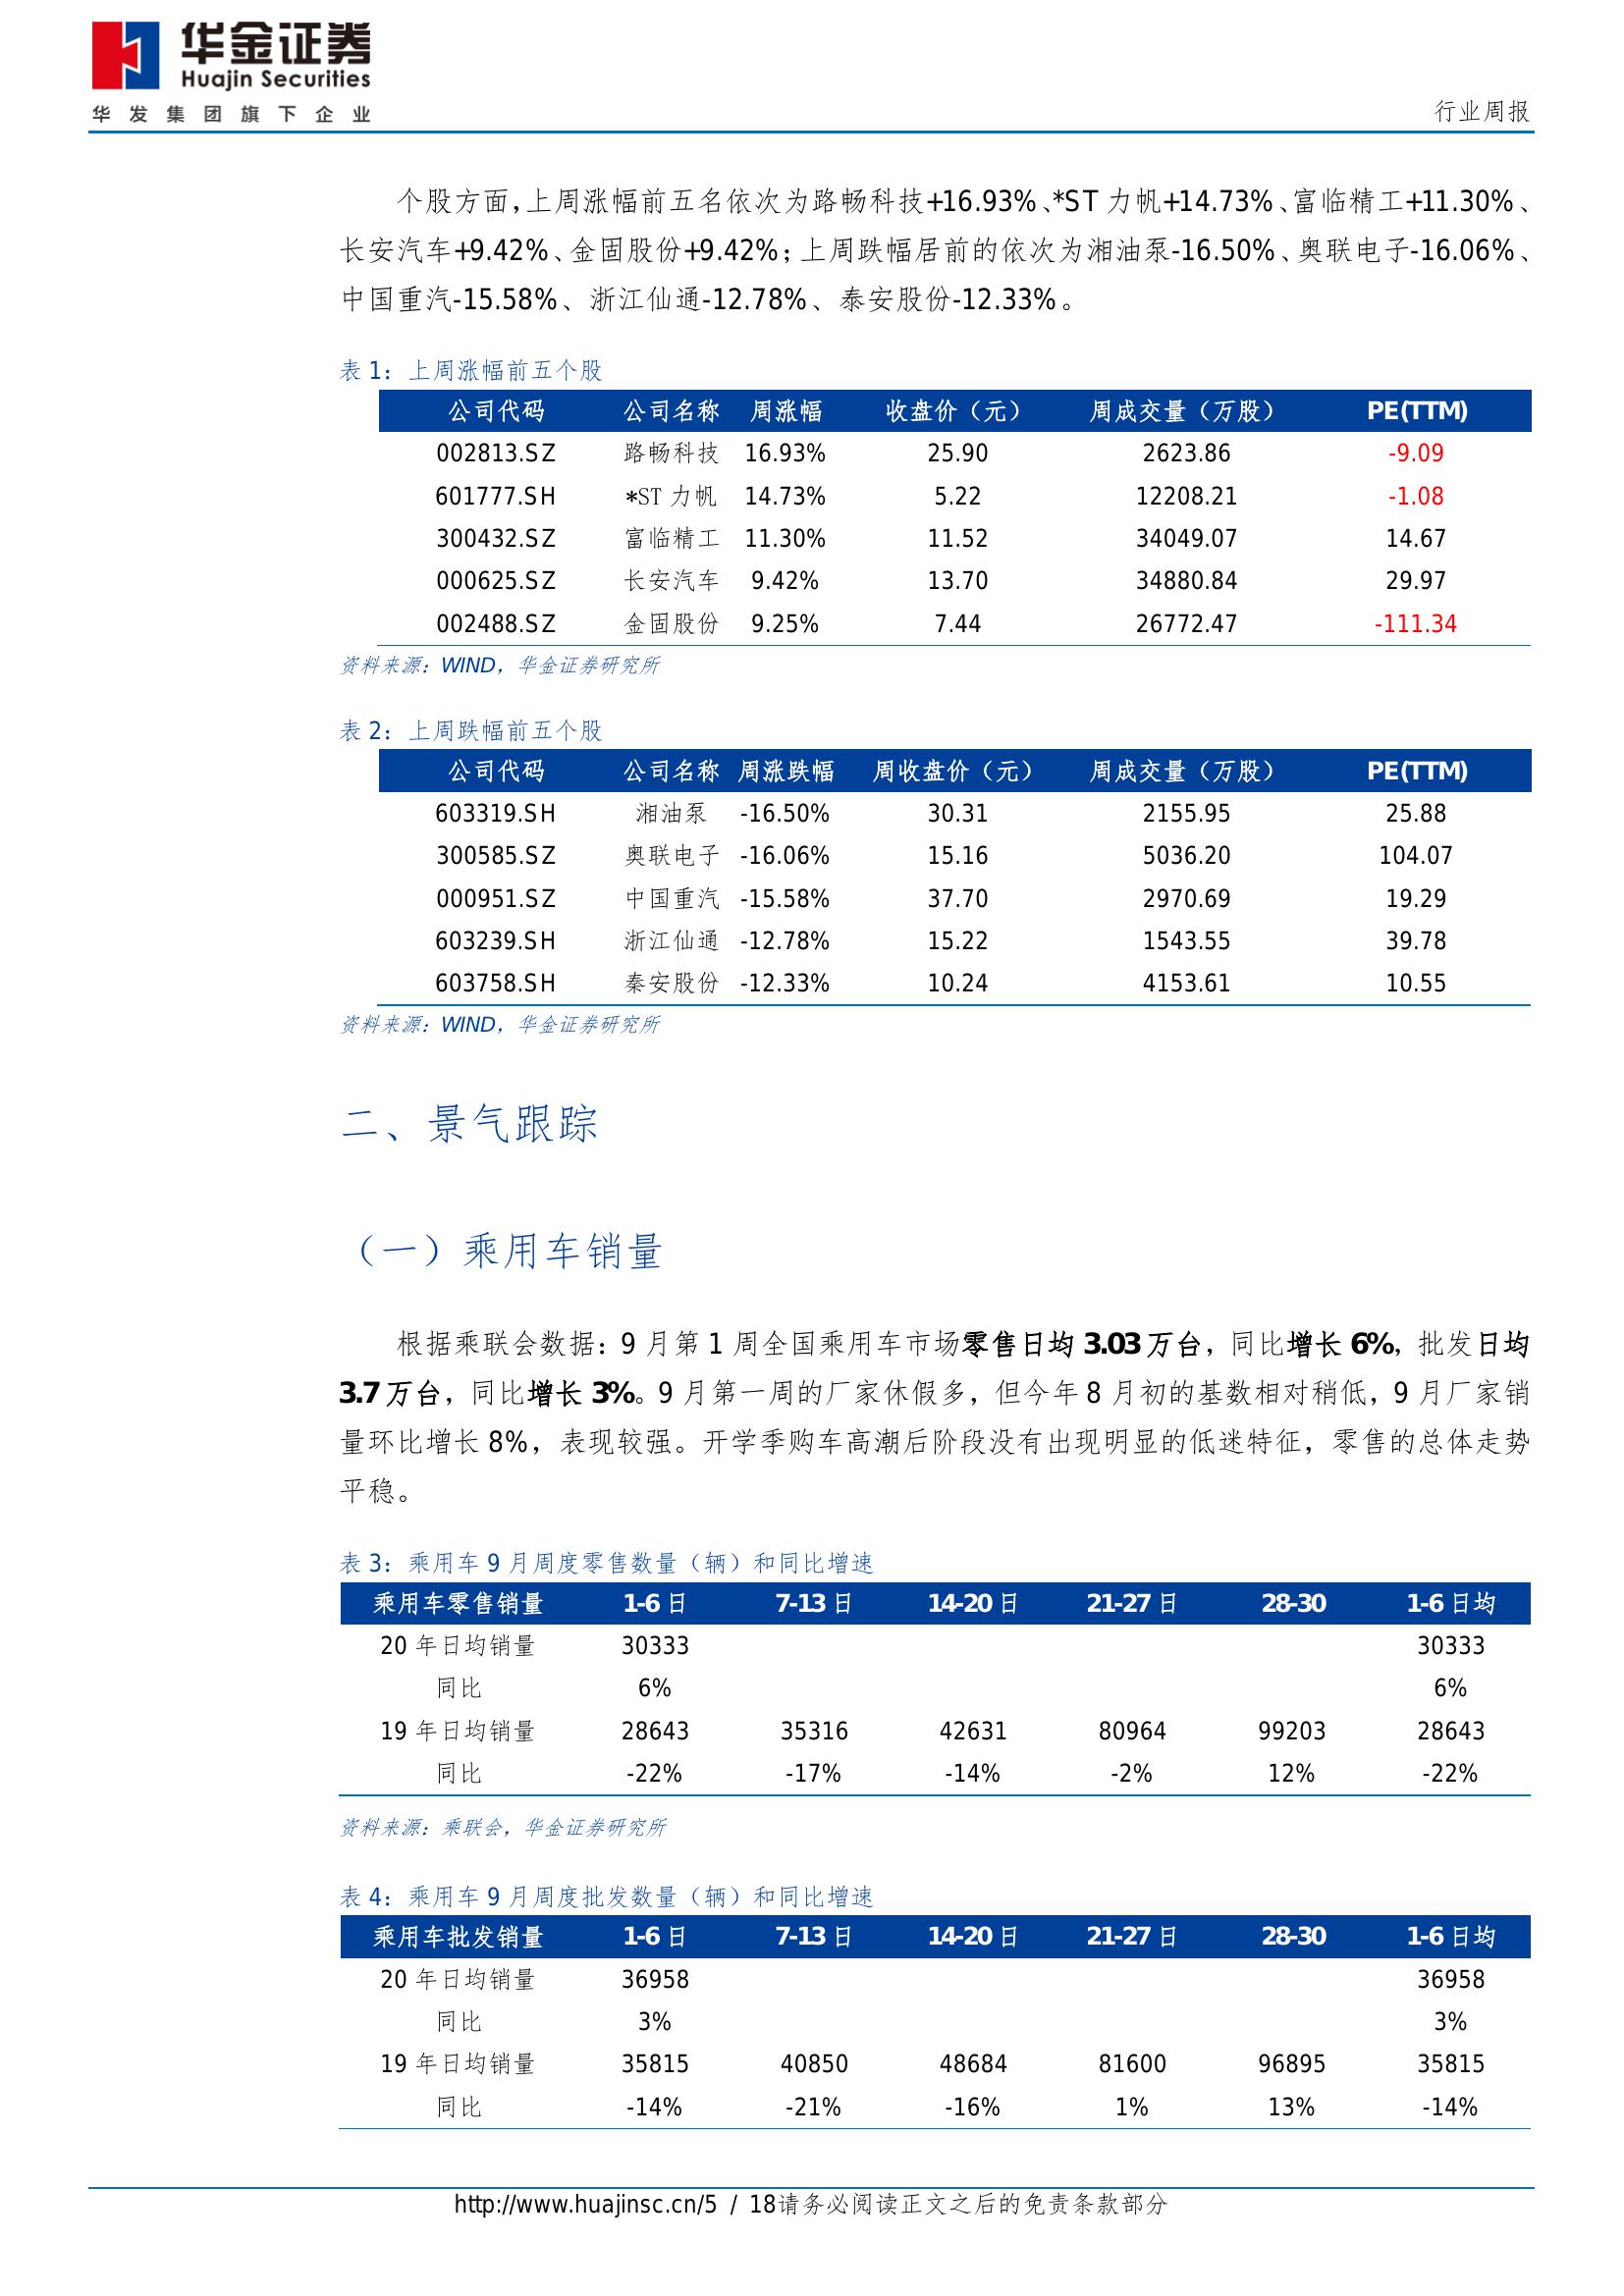 华金证券
Huajin Securities
华发集团旗下企业
行业周报
个股方面，上周涨幅前五名依次为路畅科技+16.93%、*ST 力帆+14.73%、富临精工+11.30%、
长安汽车+9.42%、金固股份+9.42%；上周跌幅居前的依次为湘油泵-16.50%、奥联电子-16.06%、
中国重汽-15.58%、浙江仙通-12.78%、泰安股份-12.33%。
表 1：上周涨幅前五个股
公司代码 公司名称 周涨幅 收盘价（元） 周成交量（万股） PE(TTM)
002813.SZ 路畅科技 16.93% 25.90 2623.86 -9.09
601777.SH *ST 力帆 14.73% 5.22 12208.21 -1.08
300432.SZ 富临精工 11.30% 11.52 34049.07 14.67
000625.SZ 长安汽车 9.42% 13.70 34880.84 29.97
002488.SZ 金固股份 9.25% 7.44 26772.47 -111.34
资料来源：WIND，华金证券研究所
表 2：上周跌幅前五个股
公司代码 公司名称 周涨跌幅 周收盘价（元） 周成交量（万股） PE(TTM)
603319.SH 湘油泵 -16.50% 30.31 2155.95 25.88
300585.SZ 奥联电子 -16.06% 15.16 5036.20 104.07
000951.SZ 中国重汽 -15.58% 37.70 2970.69 19.29
603239.SH 浙江仙通 -12.78% 15.22 1543.55 39.78
603758.SH 秦安股份 -12.33% 10.24 4153.61 10.55
资料来源：WIND，华金证券研究所
二、景气跟踪
（一）乘用车销量
根据乘联会数据：9 月第 1 周全国乘用车市场零售日均 3.03 万台，同比增长 6%，批发日均
3.7 万台，同比增长 3%。9 月第一周的厂家休假多，但今年 8 月初的基数相对稍低，9 月厂家销
量环比增长 8%，表现较强。开学季购车高潮后阶段没有出现明显的低迷特征，零售的总体走势
平稳。
表 3：乘用车 9 月周度零售数量（辆）和同比增速
乘用车零售销量 1-6 日 7-13 日 14-20 日 21-27 日 28-30 1-6 日均
20 年日均销量 30333 30333
同比 6% 6%
19 年日均销量 28643 35316 42631 80964 99203 28643
同比 -22% -17% -14% -2% 12% -22%
资料来源：乘联会，华金证券研究所
表 4：乘用车 9 月周度批发数量（辆）和同比增速
乘用车批发销量 1-6 日 7-13 日 14-20 日 21-27 日 28-30 1-6 日均
20 年日均销量 36958 36958
同比 3% 3%
19 年日均销量 35815 40850 48684 81600 96895 35815
同比 -14% -21% -16% 1% 13% -14%
http://www.huajinsc.cn/5 / 18请务必阅读正文之后的免责条款部分